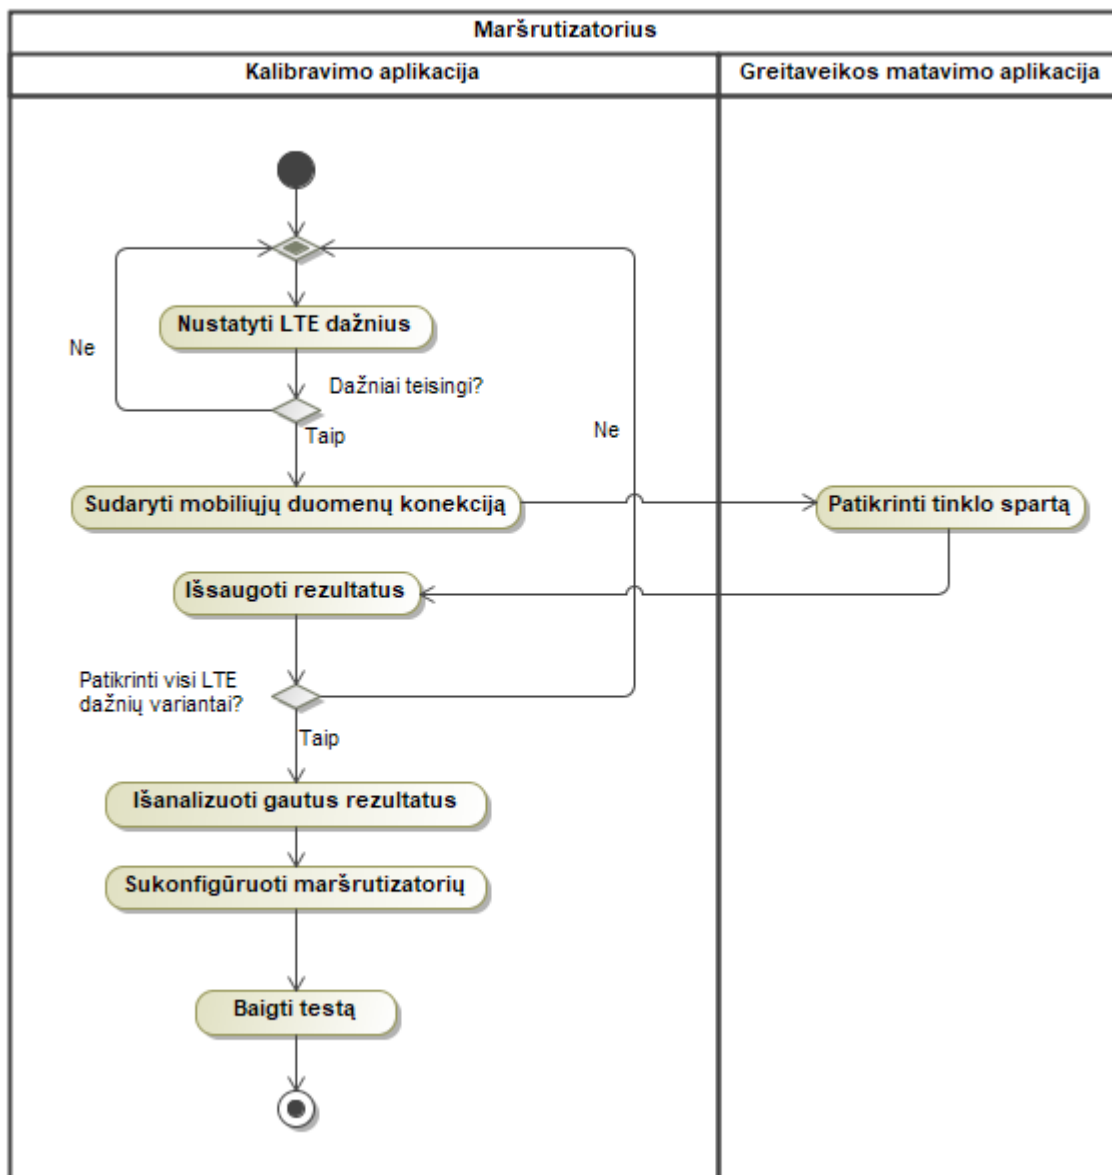 Maršrutizatorius
Kalibravimo aplikacija
Greitaveikos matavimo aplikacija
Nustatyti LTE dažnius
Ne
Dažniai teisingi?
Taip
Ne
Sudaryti mobiliųjų duomenų konekciją
Patikrinti tinklo spartą
Išsaugoti rezultatus
Patikrinti visi LTE
dažnių variantai?
Taip
Išanalizuoti gautus rezultatus
Sukonfigūruoti maršrutizatorių
Baigti testą